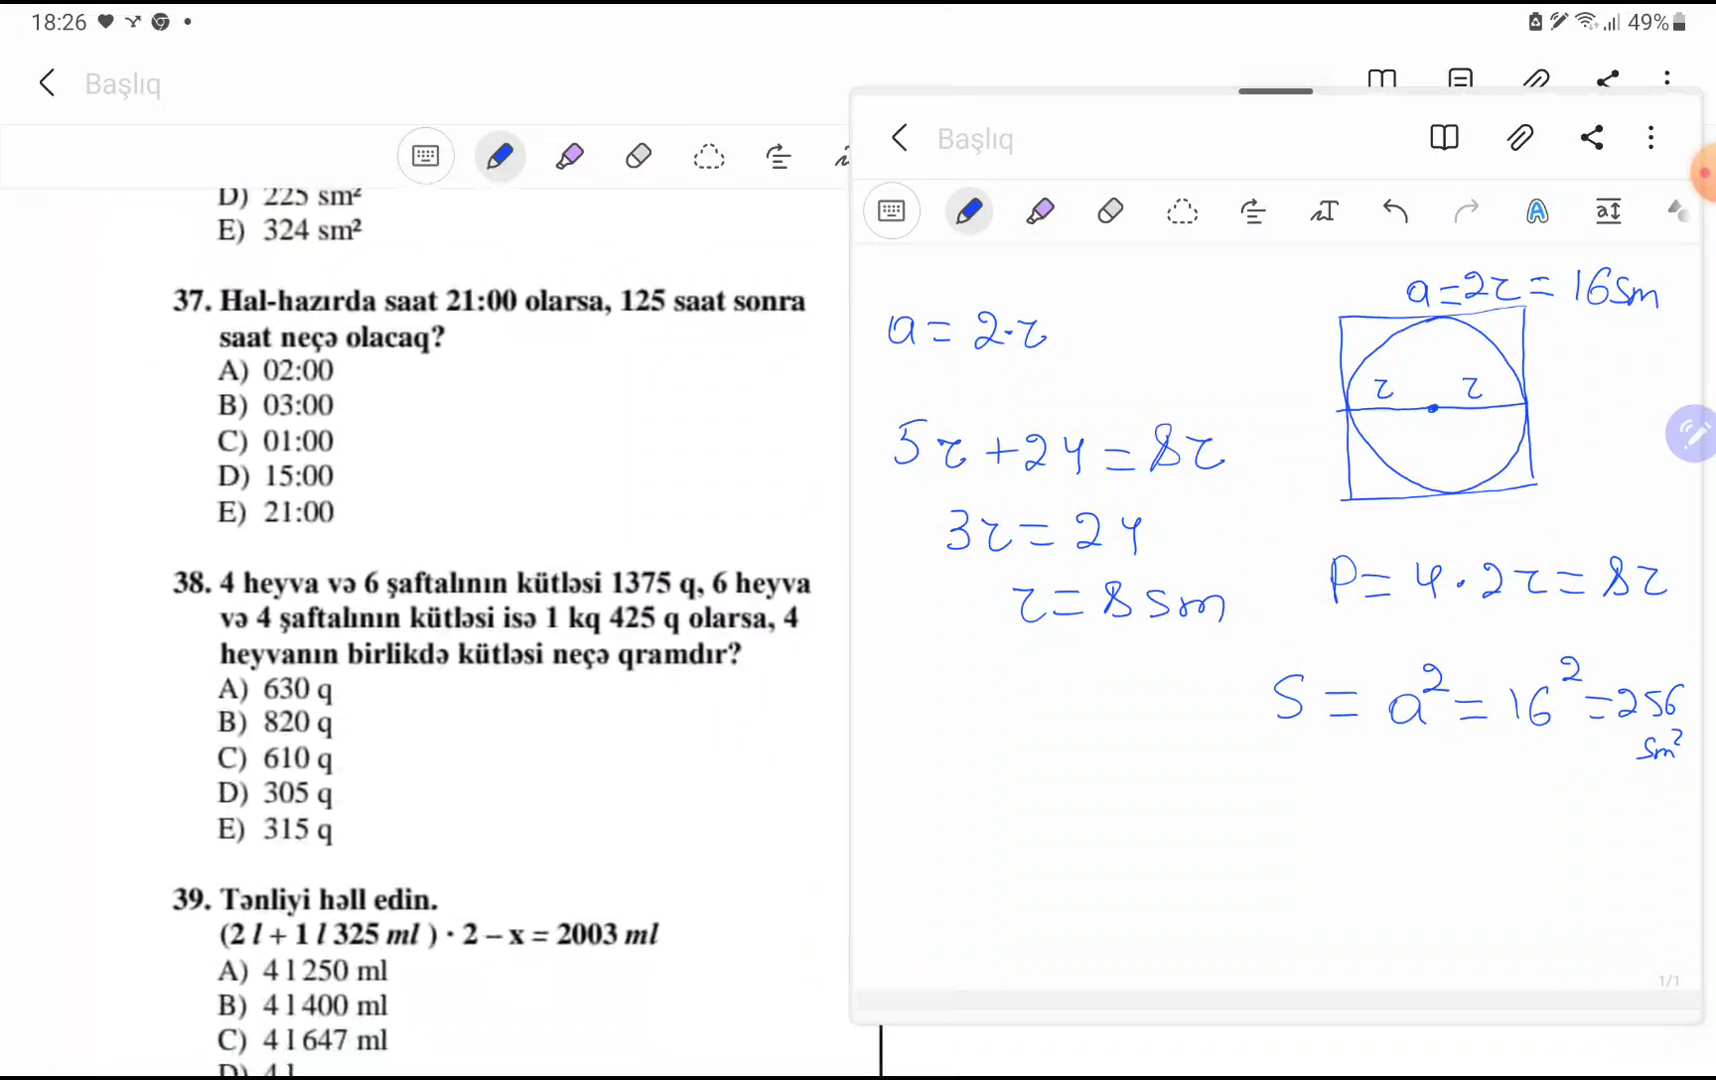 18:26
49%
Başlıq
D) 225 sm²
E) 324 sm²
37. Hal-hazırda saat 21:00 olarsa, 125 saat sonra
saat neçə olacaq?
A) 02:00
B) 03:00
C) 01:00
D) 15:00
E) 21:00
38. 4 heyva və 6 şaftalının kütləsi 1375 q, 6 heyva
və 4 şaftalının kütləsi isə 1 kq 425 q olarsa, 4
heyvanın birlikdə kütləsi neçə qramdır?
A) 630 q
B) 820 q
C) 610 q
D) 305 q
E) 315 q
39. Tənliyi həll edin.
(2 l + 1 l 325 ml ) · 2 – x = 2003 ml
A) 4 l 250 ml
B) 4 l 400 ml
C) 4 l 647 ml
D) 4 l
Başlıq
a = 2·r
5r + 24 = 8r
3r = 24
r = 8 sm
a = 2r = 16sm
r r
P = 4 · 2r = 8r
S = a² = 16² = 256
sm²
1/1